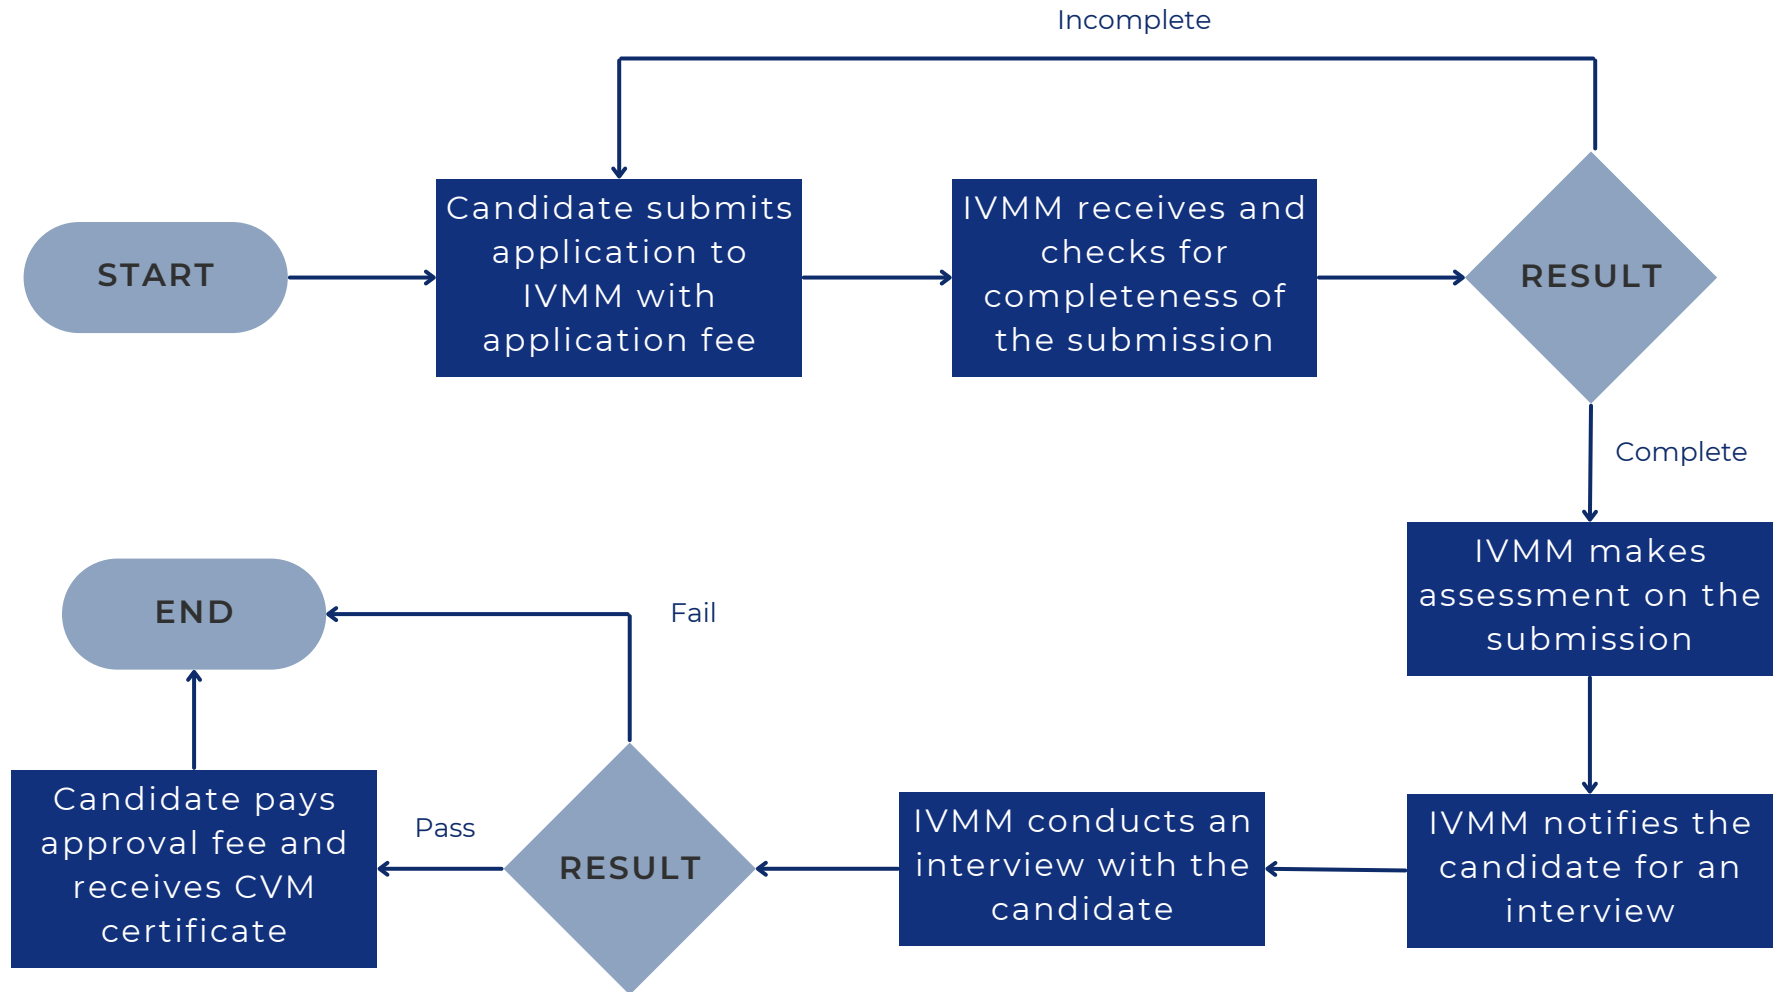 Incomplete
START
Candidate submits
application to
IVMM with
application fee
IVMM receives and
checks for
completeness of
the submission
RESULT
Complete
IVMM makes
assessment on the
submission
IVMM notifies the
candidate for an
interview
IVMM conducts an
interview with the
candidate
RESULT
Fail
Pass
Candidate pays
approval fee and
receives CVM
certificate
END